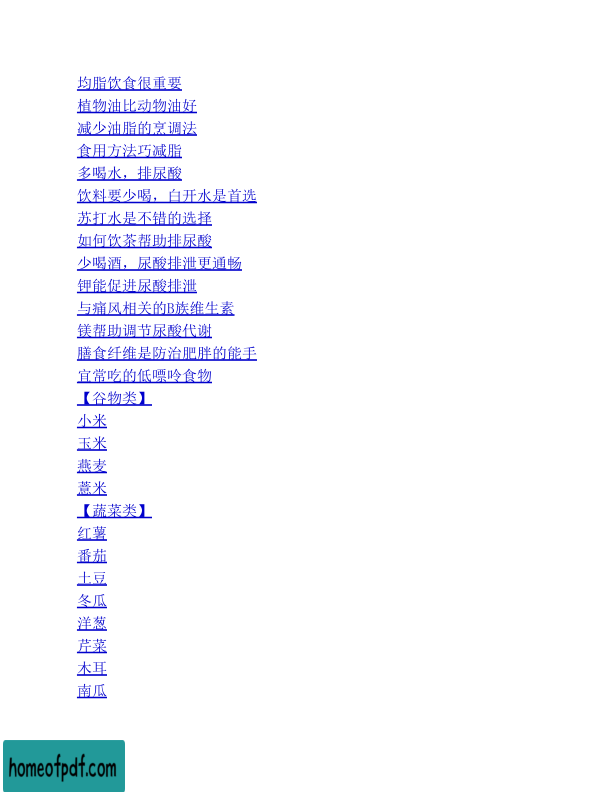 均脂饮食很重要
植物油比动物油好
减少油脂的烹调法
食用方法巧减脂
多喝水，排尿酸
饮料要少喝，白开水是首选
苏打水是不错的选择
如何饮茶帮助排尿酸
少喝酒，尿酸排泄更通畅
钾能促进尿酸排泄
与痛风相关的B族维生素
镁帮助调节尿酸代谢
膳食纤维是防治肥胖的能手
宜常吃的低嘌呤食物
【谷物类】
小米
玉米
燕麦
薏米
【蔬菜类】
红薯
番茄
土豆
冬瓜
洋葱
芹菜
木耳
南瓜
homeofpdf.com